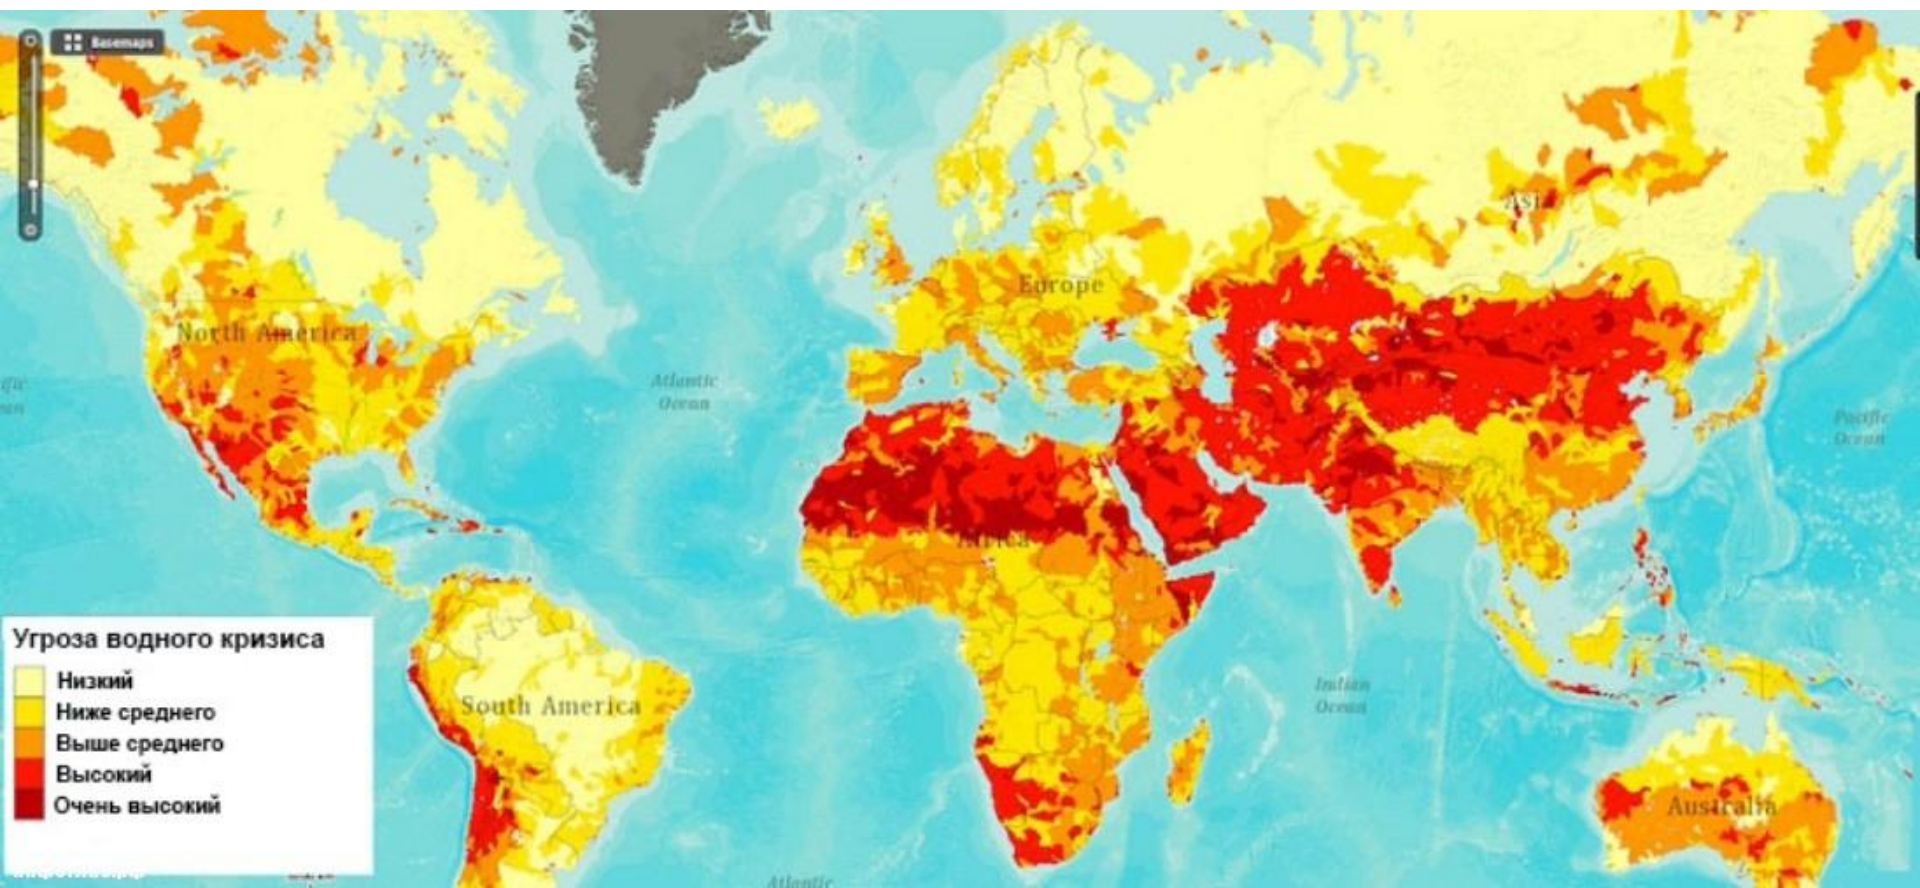 Basemaps
Asia
Europe
North America
Atlantic
Ocean
Pacific
Ocean
Africa
Угроза водного кризиса
Низкий
Ниже среднего
Выше среднего
Высокий
Очень высокий
South America
Indian
Ocean
Australia
Atlantic